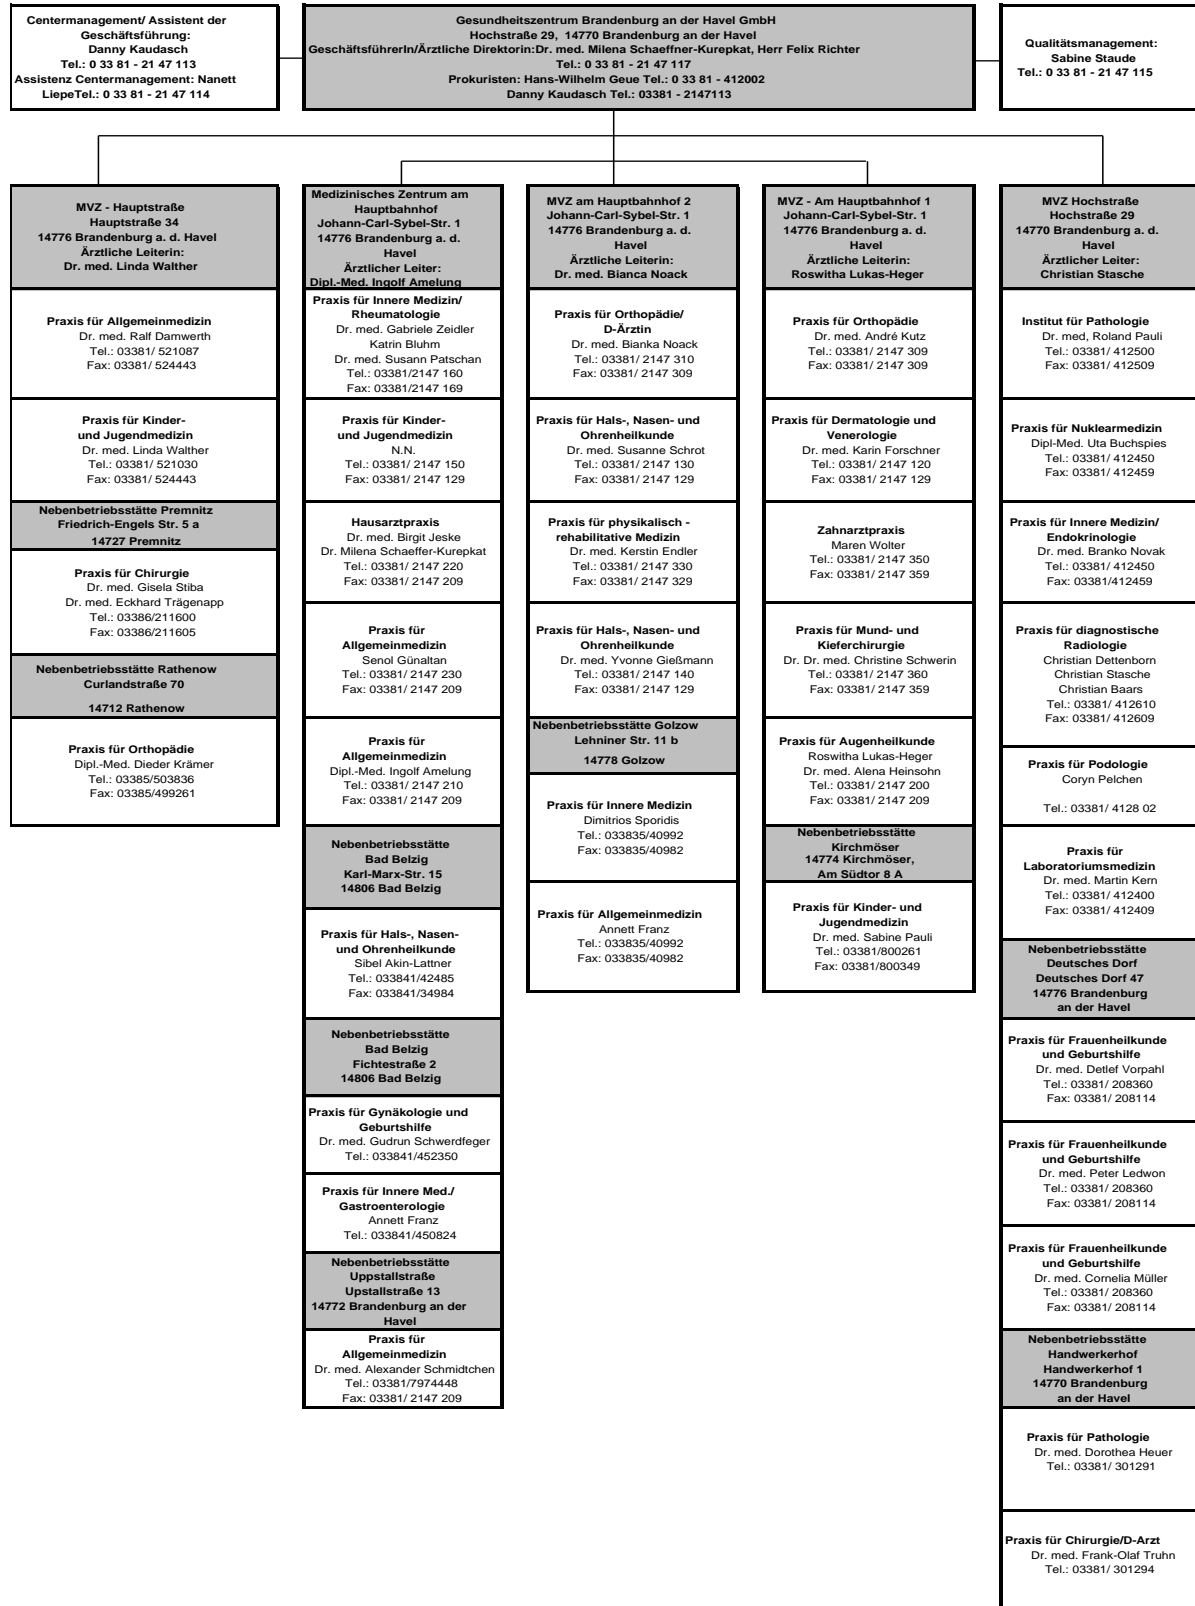 Centermanagement/ Assistent der
Geschäftsführung:
Danny Kaudasch
Tel.: 0 33 81 - 21 47 113
Assistenz Centermanagement: Nanett
LiepeTel.: 0 33 81 - 21 47 114
Gesundheitszentrum Brandenburg an der Havel GmbH
Hochstraße 29, 14770 Brandenburg an der Havel
GeschäftsführerIn/Ärztliche Direktorin:Dr. med. Milena Schaeffner-Kurepkat, Herr Felix Richter
Tel.: 0 33 81 - 21 47 117
Prokuristen: Hans-Wilhelm Geue Tel.: 0 33 81 - 412002
Danny Kaudasch Tel.: 03381 - 2147113
Qualitätsmanagement:
Sabine Staude
Tel.: 0 33 81 - 21 47 115
MVZ - Hauptstraße
Hauptstraße 34
14776 Brandenburg a. d. Havel
Ärztliche Leiterin:
Dr. med. Linda Walther
Praxis für Allgemeinmedizin
Dr. med. Ralf Damwerth
Tel.: 03381/ 521087
Fax: 03381/ 524443
Praxis für Kinder-
und Jugendmedizin
Dr. med. Linda Walther
Tel.: 03381/ 521030
Fax: 03381/ 524443
Nebenbetriebsstätte Premnitz
Friedrich-Engels Str. 5 a
14727 Premnitz
Praxis für Chirurgie
Dr. med. Gisela Stiba
Dr. med. Eckhard Trägenapp
Tel.: 03386/211600
Fax: 03386/211605
Nebenbetriebsstätte Rathenow
Curlandstraße 70
14712 Rathenow
Praxis für Orthopädie
Dipl.-Med. Dieder Krämer
Tel.: 03385/503836
Fax: 03385/499261
Medizinisches Zentrum am
Hauptbahnhof
Johann-Carl-Sybel-Str. 1
14776 Brandenburg a. d.
Havel
Ärztlicher Leiter:
Dipl.-Med. Ingolf Amelung
Praxis für Innere Medizin/
Rheumatologie
Dr. med. Gabriele Zeidler
Katrin Bluhm
Dr. med. Susann Patschan
Tel.: 03381/2147 160
Fax: 03381/2147 169
Praxis für Kinder-
und Jugendmedizin
N.N.
Tel.: 03381/ 2147 150
Fax: 03381/ 2147 129
Hausarztpraxis
Dr. med. Birgit Jeske
Dr. Milena Schaeffer-Kurepkat
Tel.: 03381/ 2147 220
Fax: 03381/ 2147 209
Praxis für
Allgemeinmedizin
Senol Günaltan
Tel.: 03381/ 2147 230
Fax: 03381/ 2147 209
Praxis für
Allgemeinmedizin
Dipl.-Med. Ingolf Amelung
Tel.: 03381/ 2147 210
Fax: 03381/ 2147 209
Nebenbetriebsstätte
Bad Belzig
Karl-Marx-Str. 15
14806 Bad Belzig
Praxis für Hals-, Nasen-
und Ohrenheilkunde
Sibel Akin-Lattner
Tel.: 033841/42485
Fax: 033841/34984
Nebenbetriebsstätte
Bad Belzig
Fichtestraße 2
14806 Bad Belzig
Praxis für Gynäkologie und
Geburtshilfe
Dr. med. Gudrun Schwerdfeger
Tel.: 033841/452350
Praxis für Innere Med./
Gastroenterologie
Annett Franz
Tel.: 033841/450824
Nebenbetriebsstätte
Uppstallstraße
Upstallstraße 13
14772 Brandenburg an der
Havel
Praxis für
Allgemeinmedizin
Dr. med. Alexander Schmidtchen
Tel.: 03381/7974448
Fax: 03381/ 2147 209
MVZ am Hauptbahnhof 2
Johann-Carl-Sybel-Str. 1
14776 Brandenburg a. d.
Havel
Ärztliche Leiterin:
Dr. med. Bianca Noack
Praxis für Orthopädie/
D-Ärztin
Dr. med. Bianka Noack
Tel.: 03381/ 2147 310
Fax: 03381/ 2147 309
Praxis für Hals-, Nasen- und
Ohrenheilkunde
Dr. med. Susanne Schrot
Tel.: 03381/ 2147 130
Fax: 03381/ 2147 129
Praxis für physikalisch -
rehabilitative Medizin
Dr. med. Kerstin Endler
Tel.: 03381/ 2147 330
Fax: 03381/ 2147 329
Praxis für Hals-, Nasen- und
Ohrenheilkunde
Dr. med. Yvonne Gießmann
Tel.: 03381/ 2147 140
Fax: 03381/ 2147 129
Nebenbetriebsstätte Golzow
Lehniner Str. 11 b
14778 Golzow
Praxis für Innere Medizin
Dimitrios Sporidis
Tel.: 033835/40992
Fax: 033835/40982
Praxis für Allgemeinmedizin
Annett Franz
Tel.: 033835/40992
Fax: 033835/40982
MVZ - Am Hauptbahnhof 1
Johann-Carl-Sybel-Str. 1
14776 Brandenburg a. d.
Havel
Ärztliche Leiterin:
Roswitha Lukas-Heger
Praxis für Orthopädie
Dr. med. André Kutz
Tel.: 03381/ 2147 309
Fax: 03381/ 2147 309
Praxis für Dermatologie und
Venerologie
Dr. med. Karin Forschner
Tel.: 03381/ 2147 120
Fax: 03381/ 2147 129
Zahnarztpraxis
Maren Wolter
Tel.: 03381/ 2147 350
Fax: 03381/ 2147 359
Praxis für Mund- und
Kieferchirurgie
Dr. Dr. med. Christine Schwerin
Tel.: 03381/ 2147 360
Fax: 03381/ 2147 359
Praxis für Augenheilkunde
Roswitha Lukas-Heger
Dr. med. Alena Heinsohn
Tel.: 03381/ 2147 200
Fax: 03381/ 2147 209
Nebenbetriebsstätte
Kirchmöser
14774 Kirchmöser,
Am Südtor 8 A
Praxis für Kinder- und
Jugendmedizin
Dr. med. Sabine Pauli
Tel.: 03381/800261
Fax: 03381/800349
MVZ Hochstraße
Hochstraße 29
14770 Brandenburg a. d.
Havel
Ärztlicher Leiter:
Christian Stasche
Institut für Pathologie
Dr. med, Roland Pauli
Tel.: 03381/ 412500
Fax: 03381/ 412509
Praxis für Nuklearmedizin
Dipl-Med. Uta Buchspies
Tel.: 03381/ 412450
Fax: 03381/ 412459
Praxis für Innere Medizin/
Endokrinologie
Dr. med. Branko Novak
Tel.: 03381/ 412450
Fax: 03381/412459
Praxis für diagnostische
Radiologie
Christian Dettenborn
Christian Stasche
Christian Baars
Tel.: 03381/ 412610
Fax: 03381/ 412609
Praxis für Podologie
Coryn Pelchen
Tel.: 03381/ 4128 02
Praxis für
Laboratoriumsmedizin
Dr. med. Martin Kern
Tel.: 03381/ 412400
Fax: 03381/ 412409
Nebenbetriebsstätte
Deutsches Dorf
Deutsches Dorf 47
14776 Brandenburg
an der Havel
Praxis für Frauenheilkunde
und Geburtshilfe
Dr. med. Detlef Vorpahl
Tel.: 03381/ 208360
Fax: 03381/ 208114
Praxis für Frauenheilkunde
und Geburtshilfe
Dr. med. Peter Ledwon
Tel.: 03381/ 208360
Fax: 03381/ 208114
Praxis für Frauenheilkunde
und Geburtshilfe
Dr. med. Cornelia Müller
Tel.: 03381/ 208360
Fax: 03381/ 208114
Nebenbetriebsstätte
Handwerkerhof
Handwerkerhof 1
14770 Brandenburg
an der Havel
Praxis für Pathologie
Dr. med. Dorothea Heuer
Tel.: 03381/ 301291
Praxis für Chirurgie/D-Arzt
Dr. med. Frank-Olaf Truhn
Tel.: 03381/ 301294